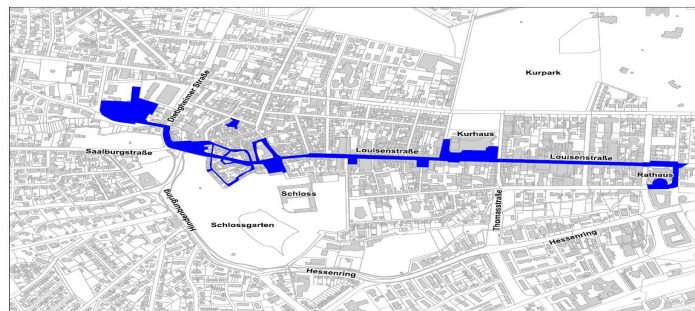 Kurpark
Dietigheimer Straße
Kurhaus
Saalburgstraße
Louisenstraße
Louisenstraße
Rathaus
Schloss
Hindenburgring
Schlossgarten
Thomasstraße
Hessenring
Hessenring